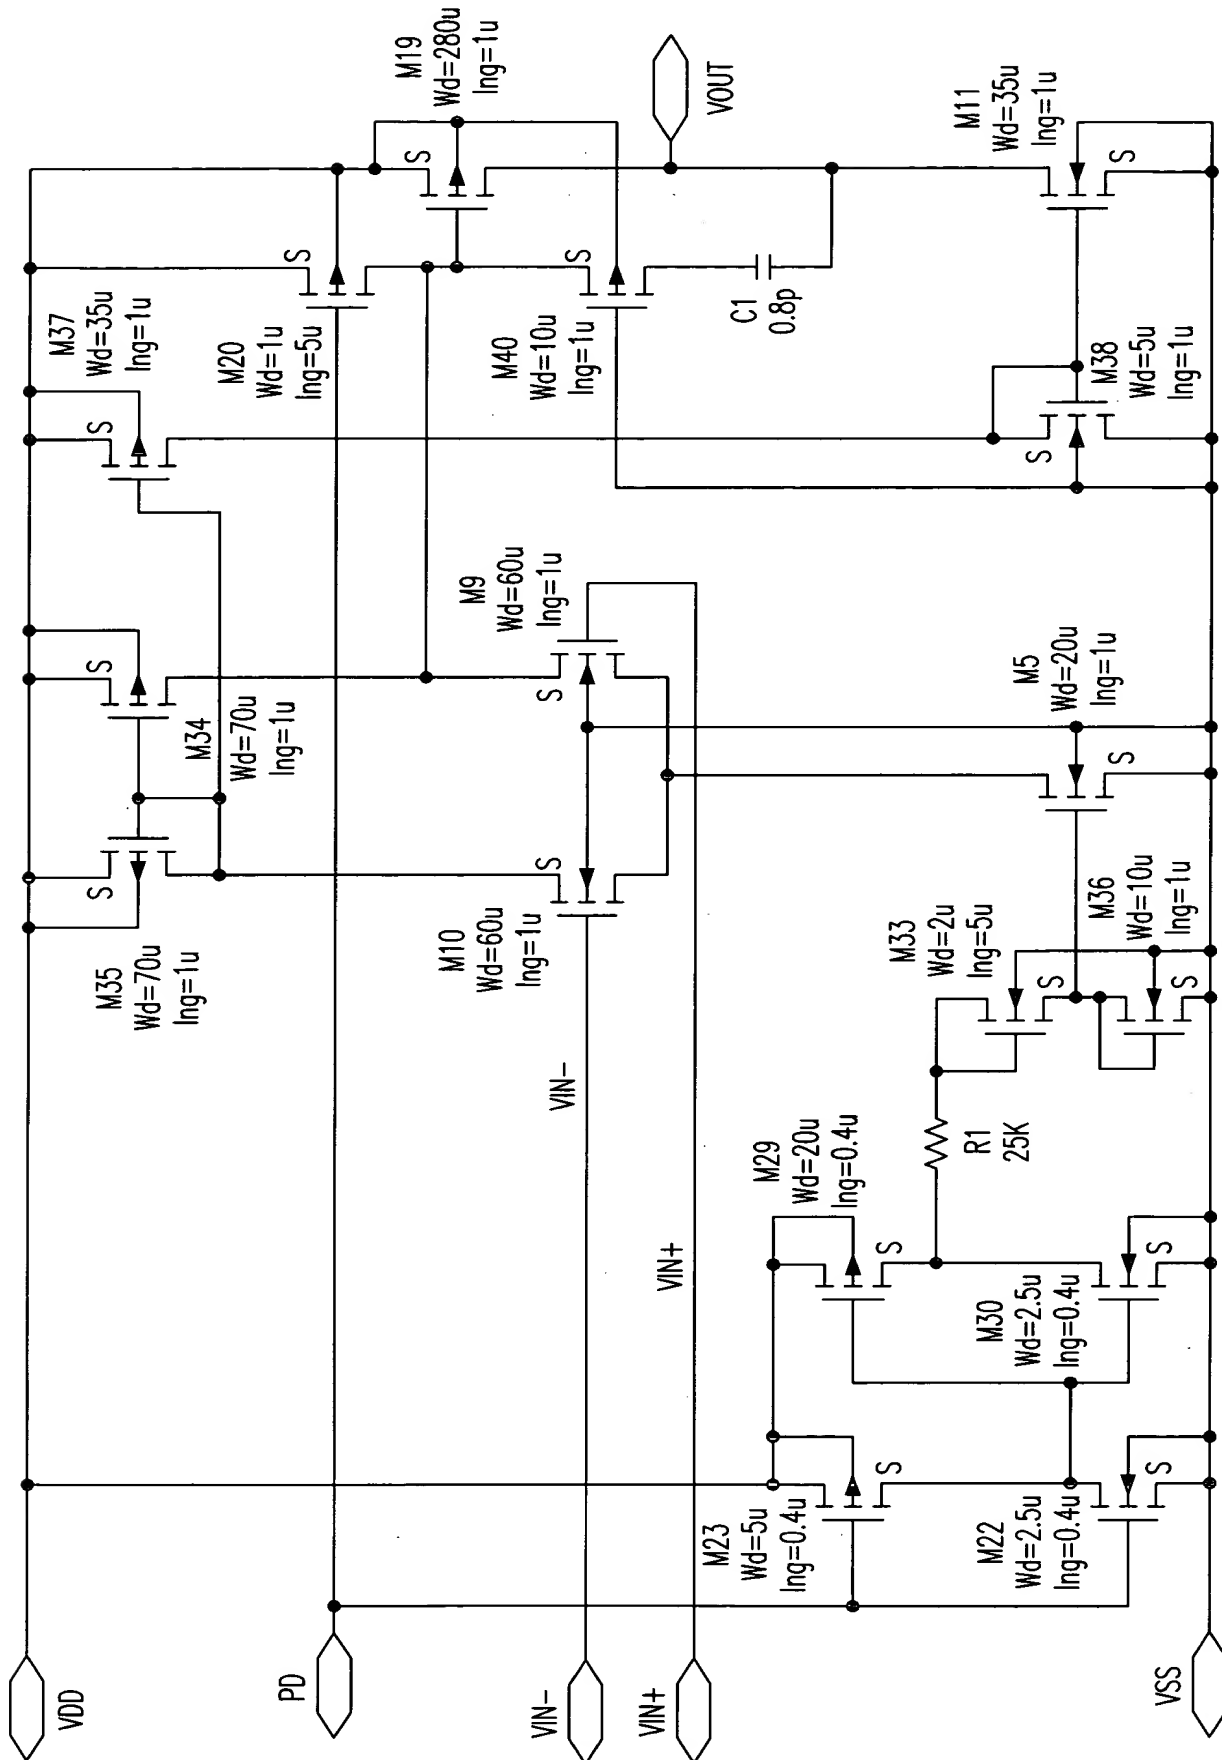 VDD
PD
VIN-
VIN+
VSS
M35
Wd=70u
lng=1u
S
M34
Wd=70u
lng=1u
S
M37
Wd=35u
lng=1u
S
M20
Wd=1u
lng=5u
S
M19
Wd=280u
lng=1u
S
M40
Wd=10u
lng=1u
S
C1
0.8p
VOUT
M10
Wd=60u
lng=1u
S
M9
Wd=60u
lng=1u
S
VIN-
VIN+
M23
Wd=5u
lng=0.4u
S
M22
Wd=2.5u
lng=0.4u
S
M29
Wd=20u
lng=0.4u
S
M30
Wd=2.5u
lng=0.4u
S
R1
25K
M33
Wd=2u
lng=5u
S
M36
Wd=10u
lng=1u
S
M5
Wd=20u
lng=1u
S
M38
Wd=5u
lng=1u
S
M11
Wd=35u
lng=1u
S